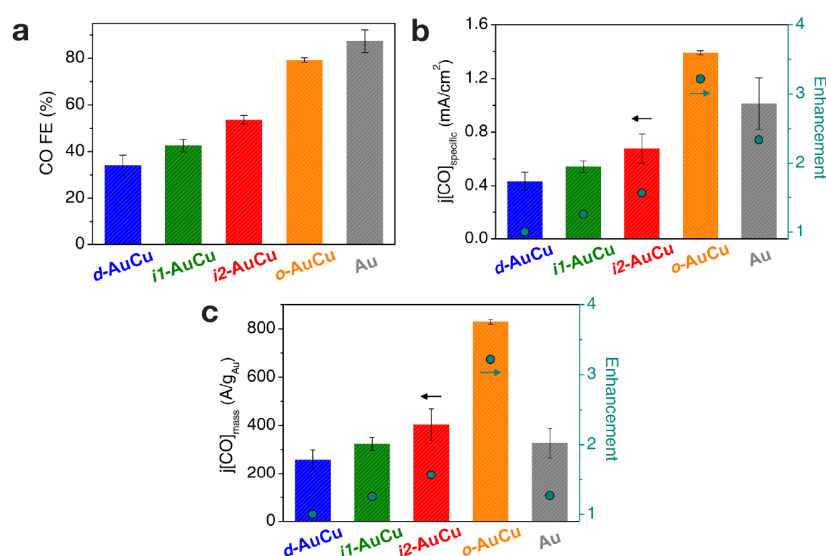 a
CO FE (%)
80
60
40
20
0
d-AuCu
i1-AuCu
i2-AuCu
o-AuCu
Au
b
j[CO]specific (mA/cm²)
1.6
1.2
0.8
0.4
0.0
4
3
2
1
Enhancement
d-AuCu
i1-AuCu
i2-AuCu
o-AuCu
Au
c
j[CO]mass (A/gAu)
800
600
400
200
0
4
3
2
1
Enhancement
d-AuCu
i1-AuCu
i2-AuCu
o-AuCu
Au